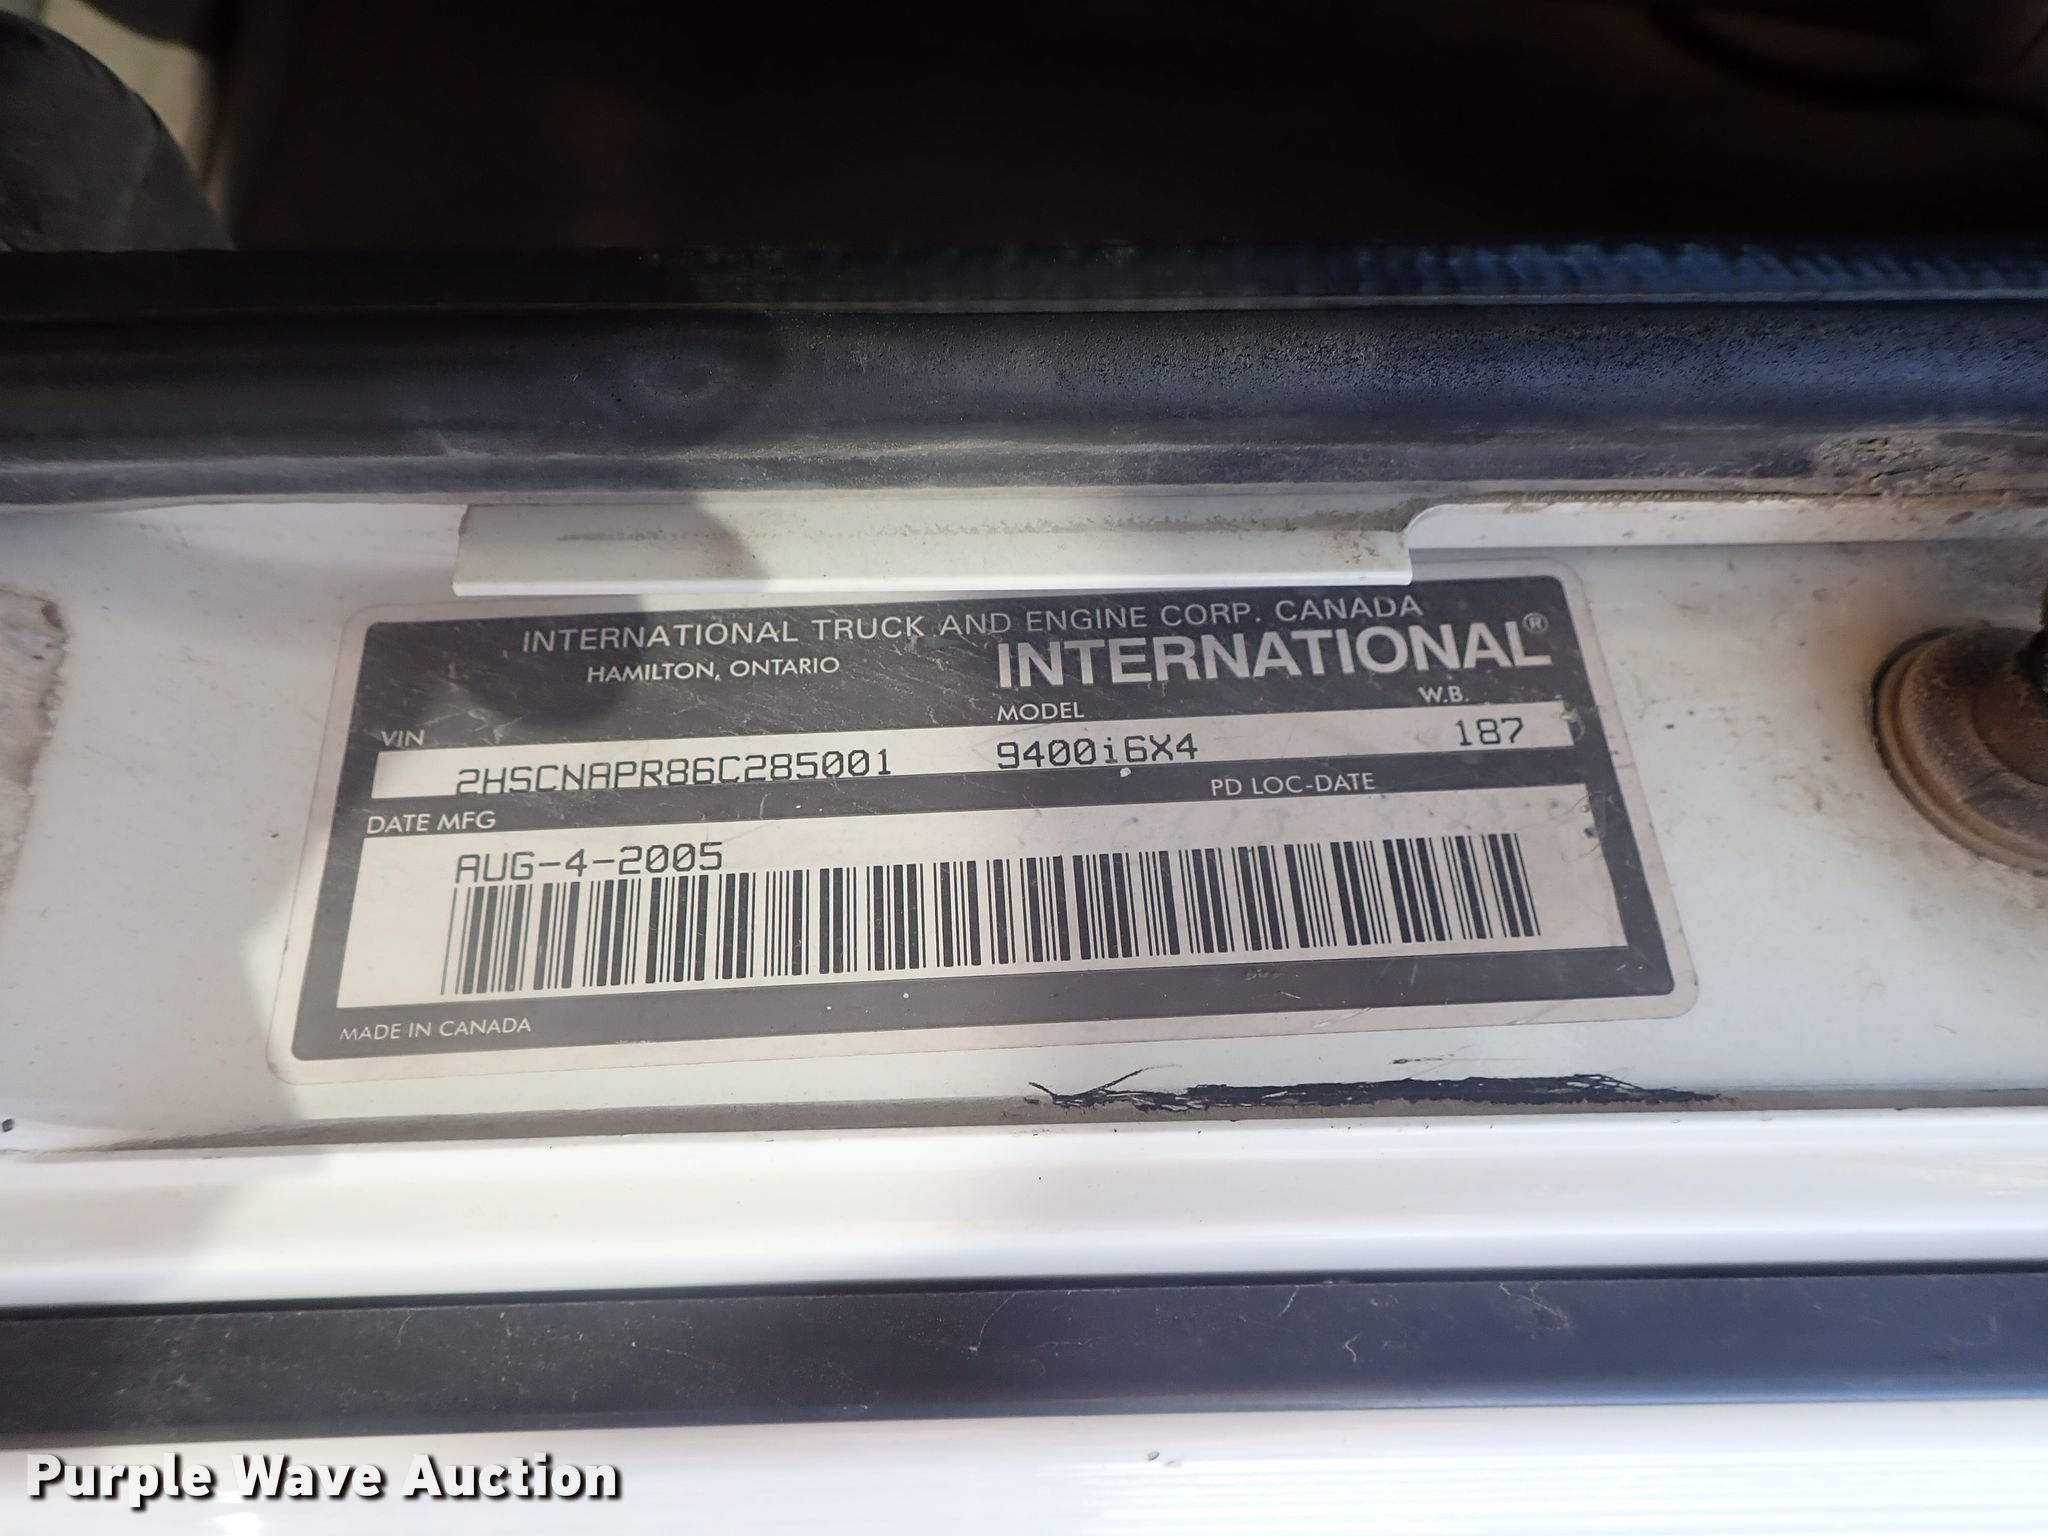 INTERNATIONAL TRUCK AND ENGINE CORP. CANADA
HAMILTON, ONTARIO
INTERNATIONAL®
VIN
MODEL
W.B.
2HSCNAPR86C285001
9400i6X4
187
DATE MFG
PD LOC-DATE
AUG-4-2005
MADE IN CANADA
Purple Wave Auction